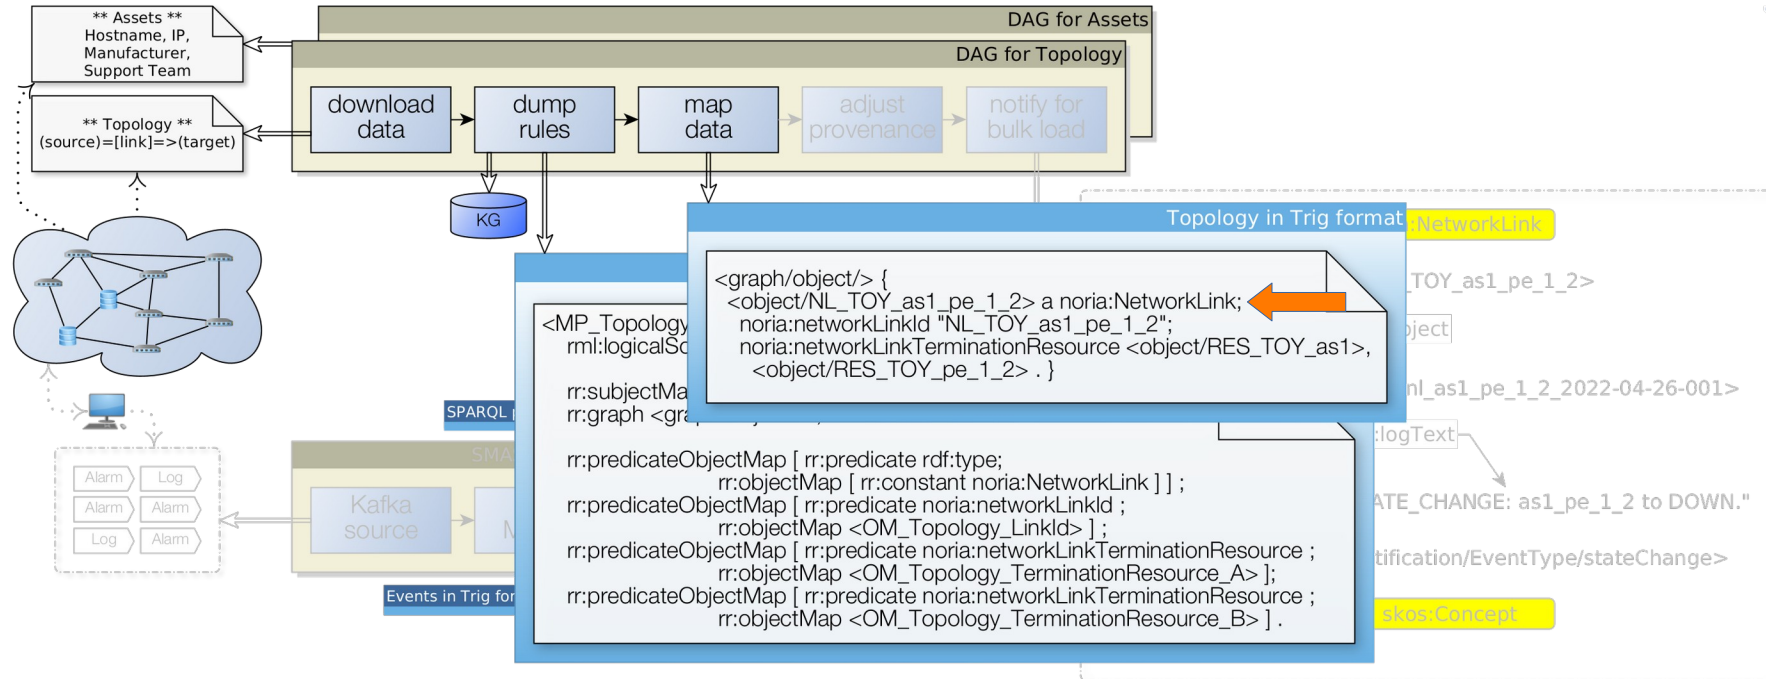 ** Assets **
Hostname, IP,
Manufacturer,
Support Team
** Topology **
(source)=[link]=>(target)
DAG for Assets
DAG for Topology
download
data
dump
rules
map
data
adjust
provenance
notify for
bulk load
KG
Topology in Trig format
<graph/object/> {
<object/NL_TOY_as1_pe_1_2> a noria:NetworkLink;
noria:networkLinkId "NL_TOY_as1_pe_1_2";
noria:networkLinkTerminationResource <object/RES_TOY_as1>,
<object/RES_TOY_pe_1_2> . }
<MP_Topology
rml:logicalSo
rr:subjectMa
rr:graph <gra
rr:predicateObjectMap [ rr:predicate rdf:type;
rr:objectMap [ rr:constant noria:NetworkLink ] ] ;
rr:predicateObjectMap [ rr:predicate noria:networkLinkId ;
rr:objectMap <OM_Topology_LinkId> ] ;
rr:predicateObjectMap [ rr:predicate noria:networkLinkTerminationResource ;
rr:objectMap <OM_Topology_TerminationResource_A> ];
rr:predicateObjectMap [ rr:predicate noria:networkLinkTerminationResource ;
rr:objectMap <OM_Topology_TerminationResource_B> ] .
SPARQL
SMA
Kafka
source
M
Events in Trig for
Alarm
Log
Alarm
Alarm
Log
Alarm
:NetworkLink
_TOY_as1_pe_1_2>
ject
nl_as1_pe_1_2_2022-04-26-001>
:logText
ATE_CHANGE: as1_pe_1_2 to DOWN."
tification/EventType/stateChange>
skos:Concept